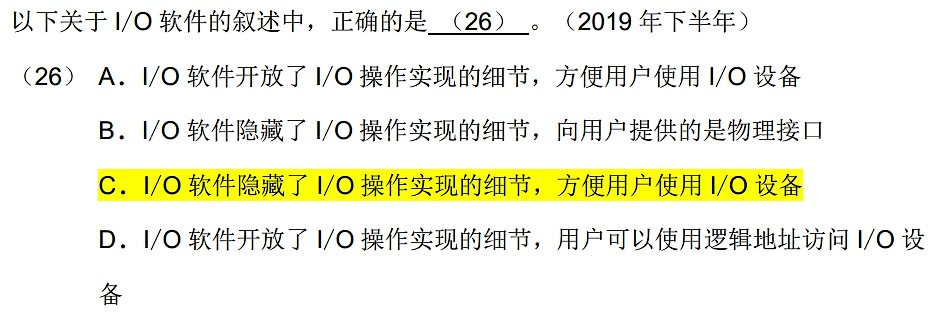 以下关于 I/O 软件的叙述中，正确的是 （26） 。（2019 年下半年）
（26） A．I/O 软件开放了 I/O 操作实现的细节，方便用户使用 I/O 设备
B．I/O 软件隐藏了 I/O 操作实现的细节，向用户提供的是物理接口
C．I/O 软件隐藏了 I/O 操作实现的细节，方便用户使用 I/O 设备
D．I/O 软件开放了 I/O 操作实现的细节，用户可以使用逻辑地址访问 I/O 设
备